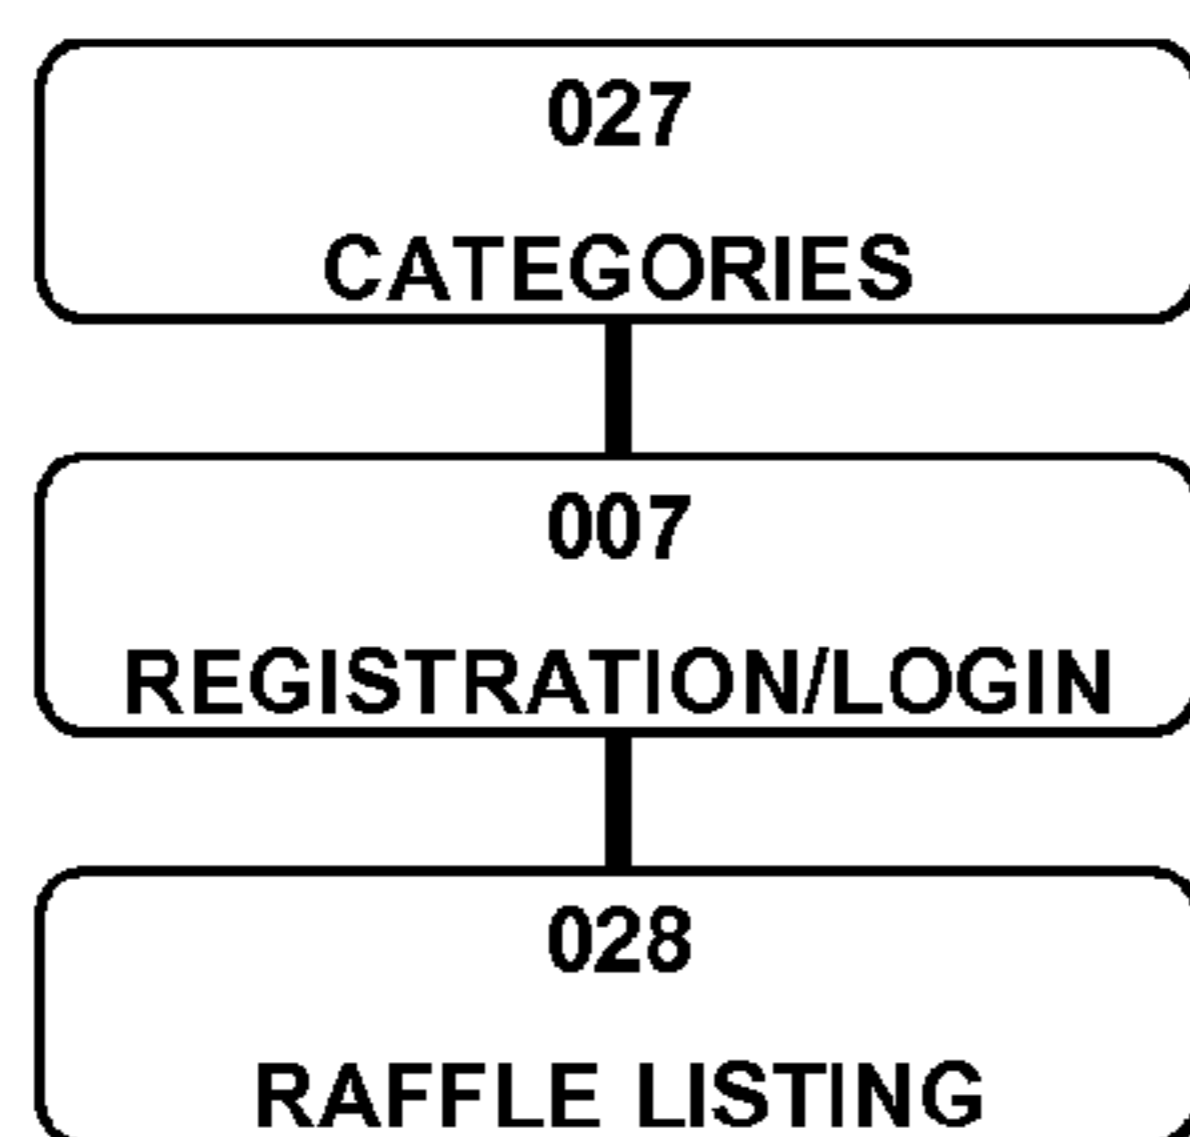 027
CATEGORIES
007
REGISTRATION/LOGIN
028
RAFFLE LISTING